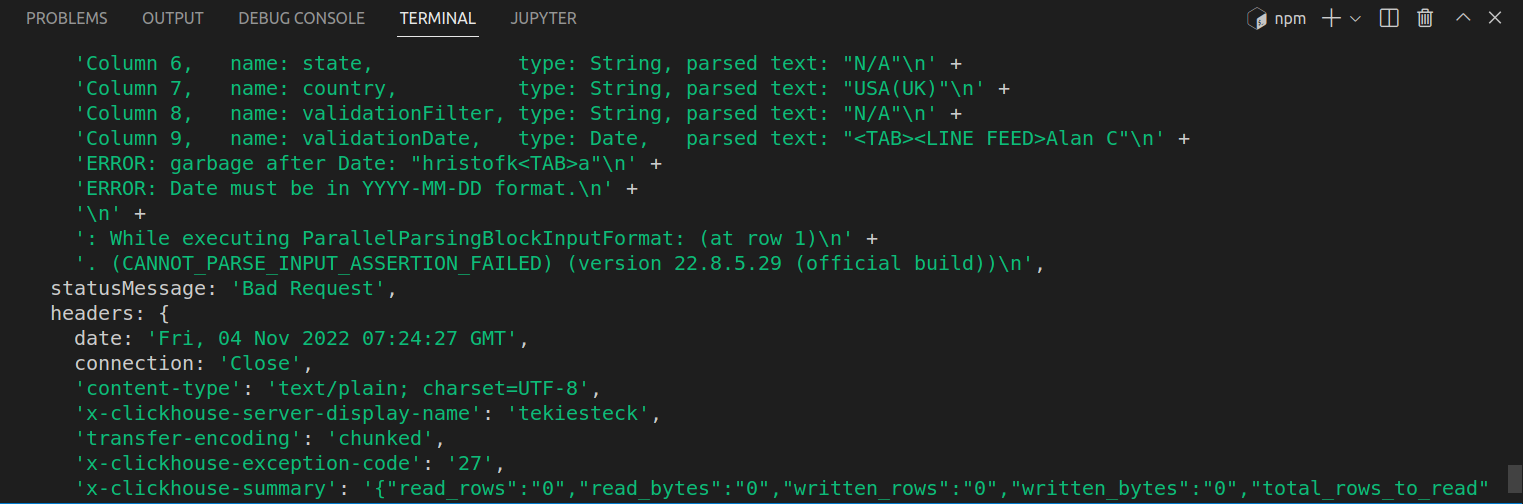 PROBLEMS OUTPUT DEBUG CONSOLE TERMINAL JUPYTER npm
'Column 6,   name: state,            type: String, parsed text: "N/A"\n' +
'Column 7,   name: country,          type: String, parsed text: "USA(UK)"\n' +
'Column 8,   name: validationFilter, type: String, parsed text: "N/A"\n' +
'Column 9,   name: validationDate,   type: Date,   parsed text: "<TAB><LINE FEED>Alan C"\n' +
'ERROR: garbage after Date: "hristofk<TAB>a"\n' +
'ERROR: Date must be in YYYY-MM-DD format.\n' +
'\n' +
': While executing ParallelParsingBlockInputFormat: (at row 1)\n' +
'. (CANNOT_PARSE_INPUT_ASSERTION_FAILED) (version 22.8.5.29 (official build))\n',
statusMessage: 'Bad Request',
headers: {
date: 'Fri, 04 Nov 2022 07:24:27 GMT',
connection: 'Close',
'content-type': 'text/plain; charset=UTF-8',
'x-clickhouse-server-display-name': 'tekiesteck',
'transfer-encoding': 'chunked',
'x-clickhouse-exception-code': '27',
'x-clickhouse-summary': '{"read_rows":"0","read_bytes":"0","written_rows":"0","written_bytes":"0","total_rows_to_read"